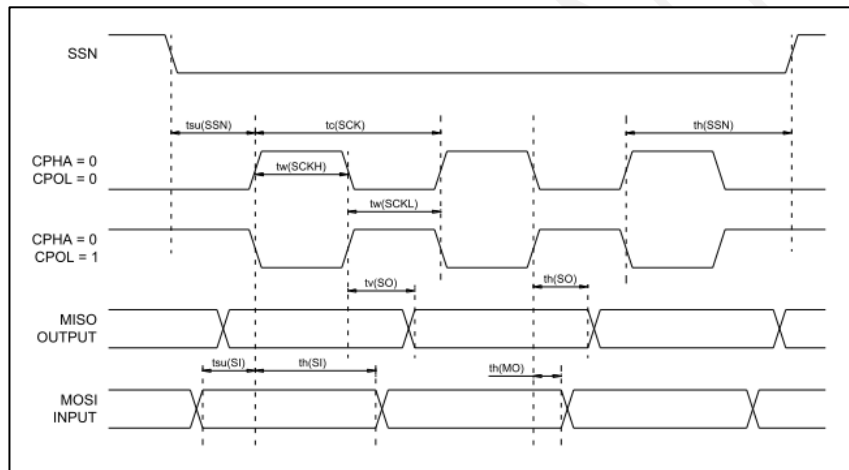 SSN
tsu(SSN)
tc(SCK)
th(SSN)
CPHA = 0
CPOL = 0
tw(SCKH)
tw(SCKL)
CPHA = 0
CPOL = 1
tv(SO)
th(SO)
MISO
OUTPUT
tsu(SI)
th(SI)
th(MO)
MOSI
INPUT